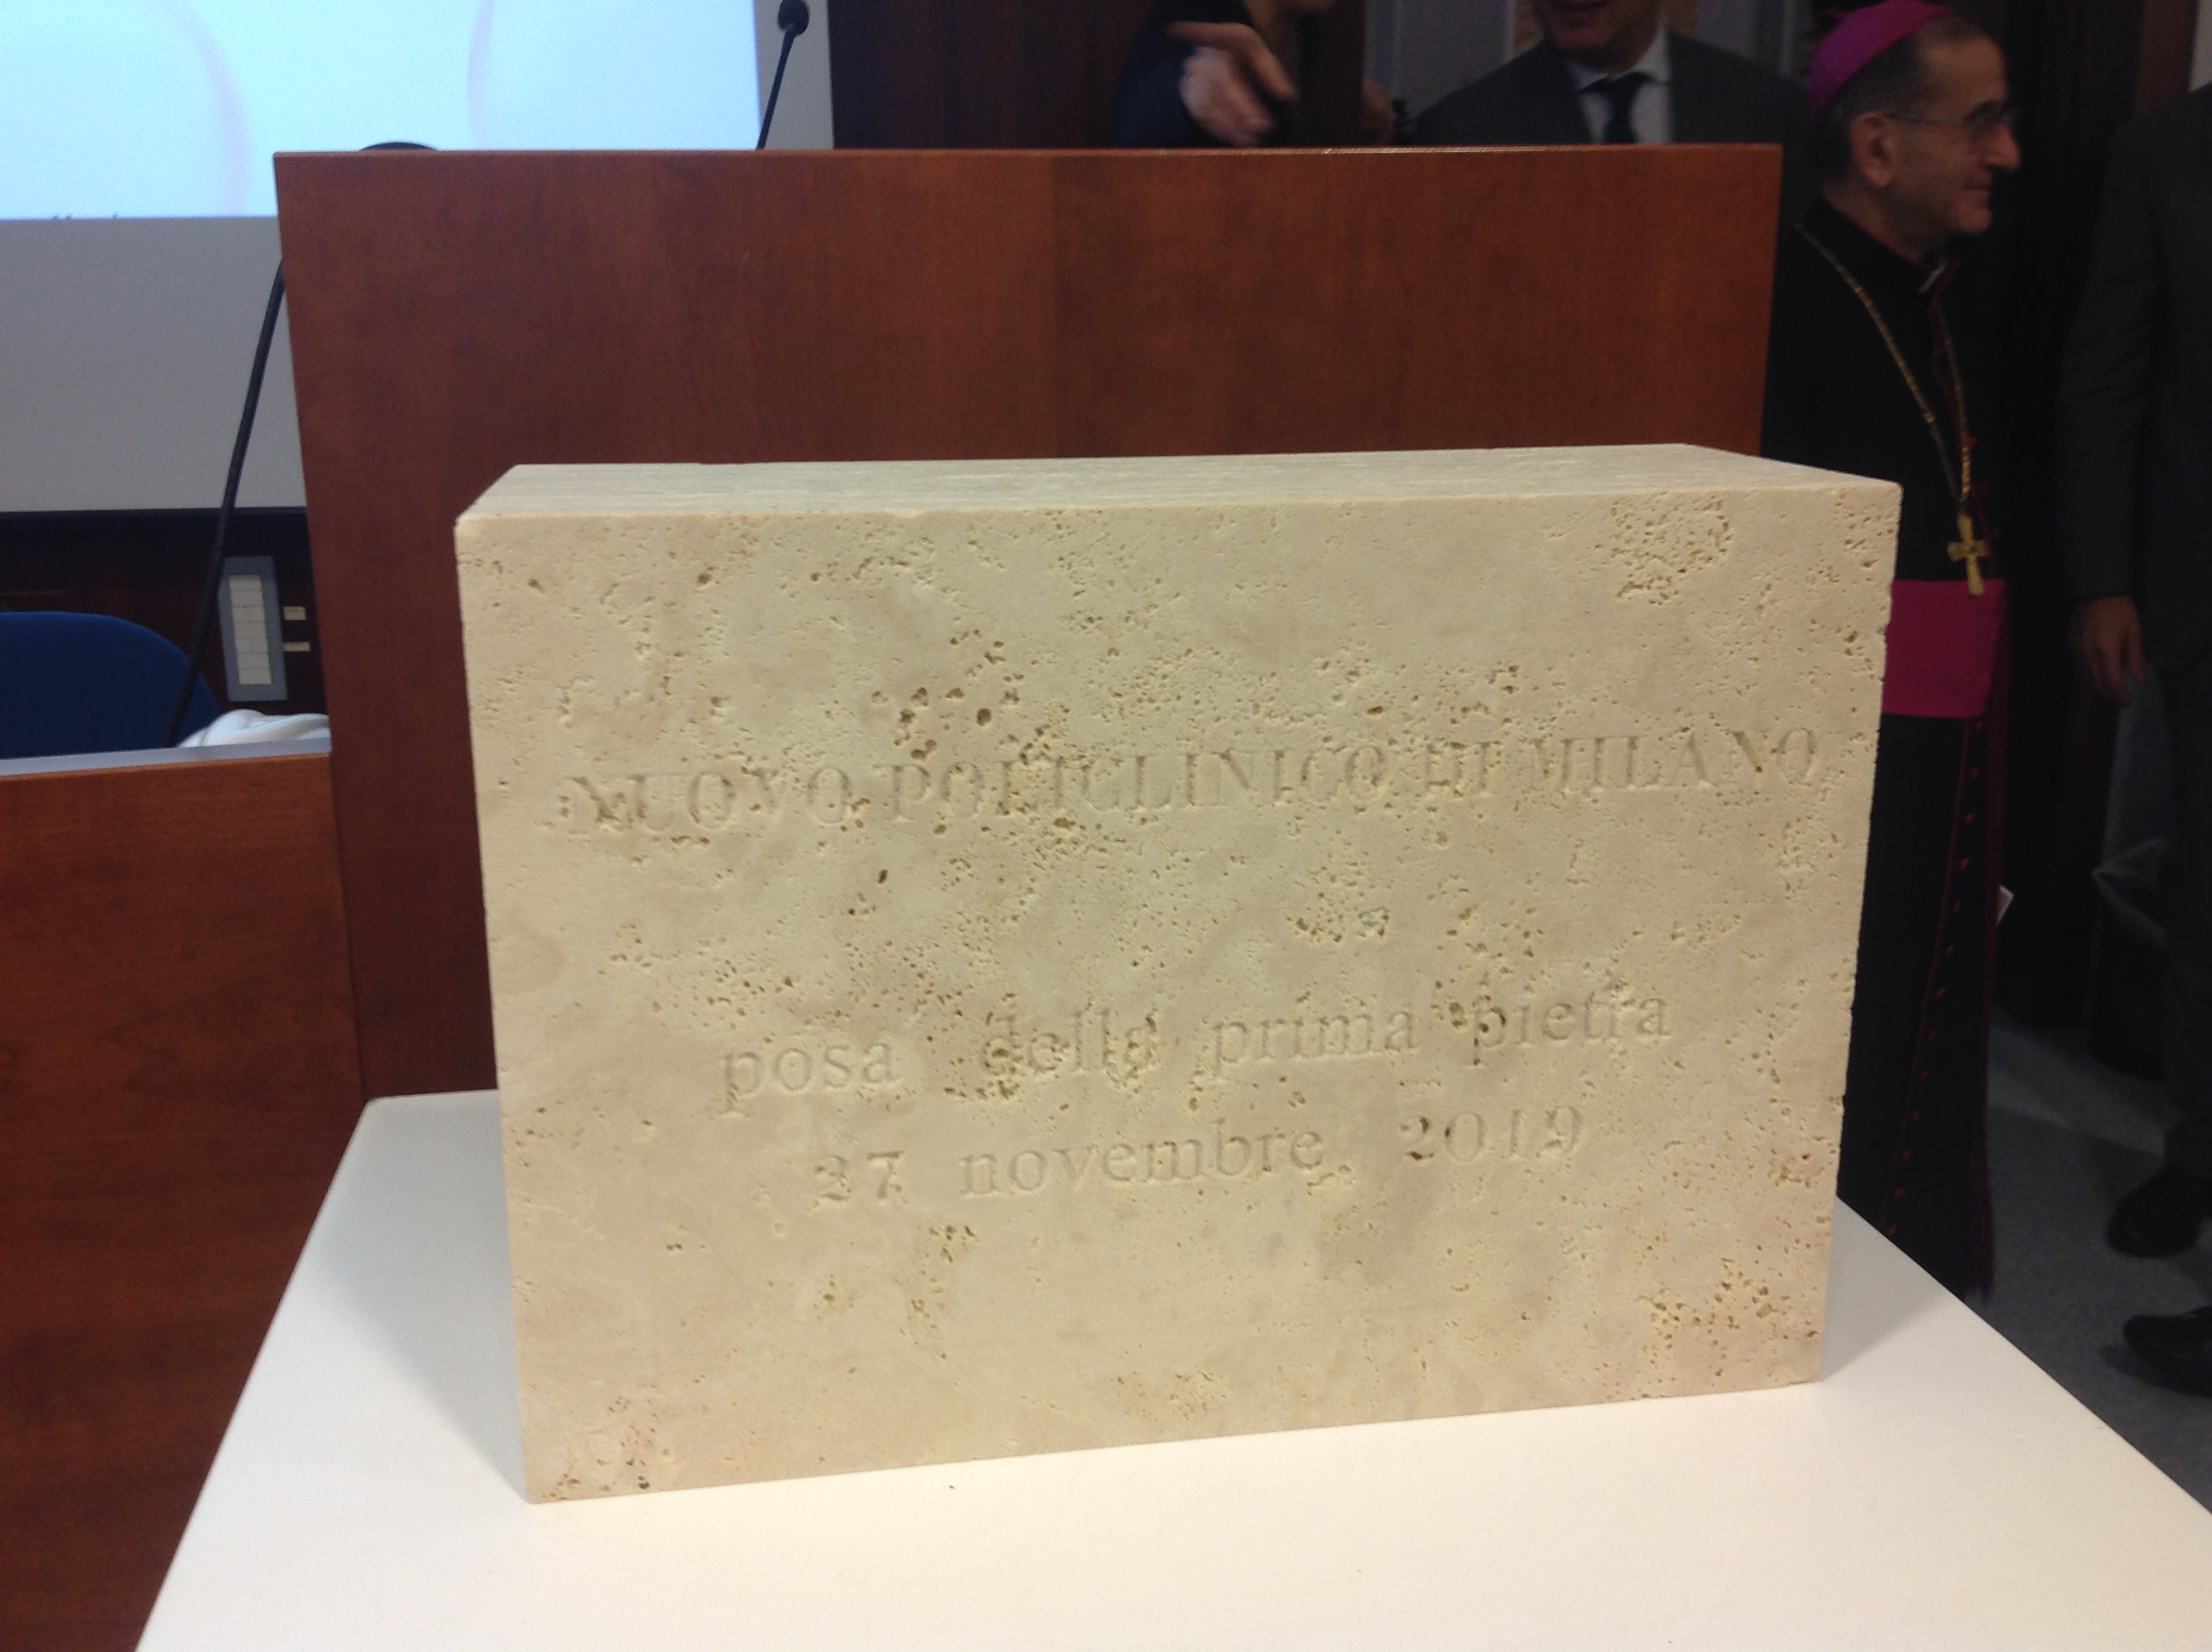 NUOVO POLICLINICO DI MILANO
posa della prima pietra
27 novembre 2019